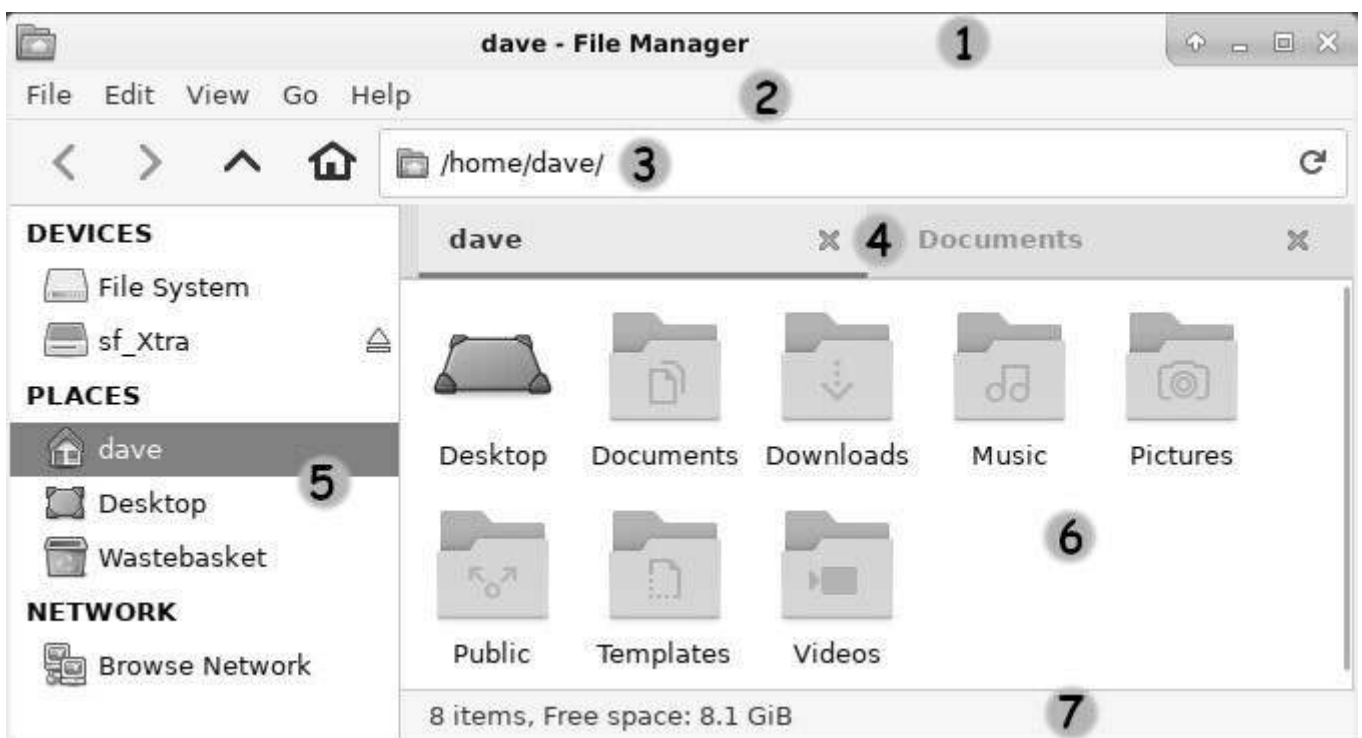 dave - File Manager 1
File Edit View Go Help 2
/home/dave/ 3
DEVICES
File System
sf_Xtra
PLACES
dave
5
Desktop
Wastebasket
NETWORK
Browse Network
dave 4 Documents
Desktop Documents Downloads Music Pictures
6
Public Templates Videos
8 items, Free space: 8.1 GiB 7